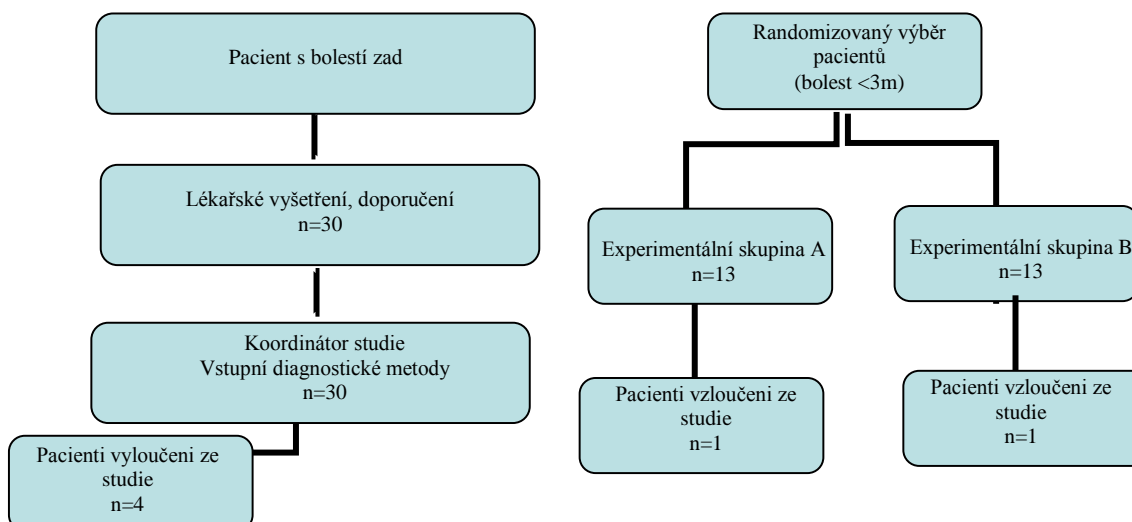 Pacient s bolestí zad
Lékařské vyšetření, doporučení
n=30
Koordinátor studie
Vstupní diagnostické metody
n=30
Pacienti vyloučeni ze
studie
n=4
Randomizovaný výběr
pacientů
(bolest <3m)
Experimentální skupina A
n=13
Experimentální skupina B
n=13
Pacienti vzloučeni ze
studie
n=1
Pacienti vzloučeni ze
studie
n=1